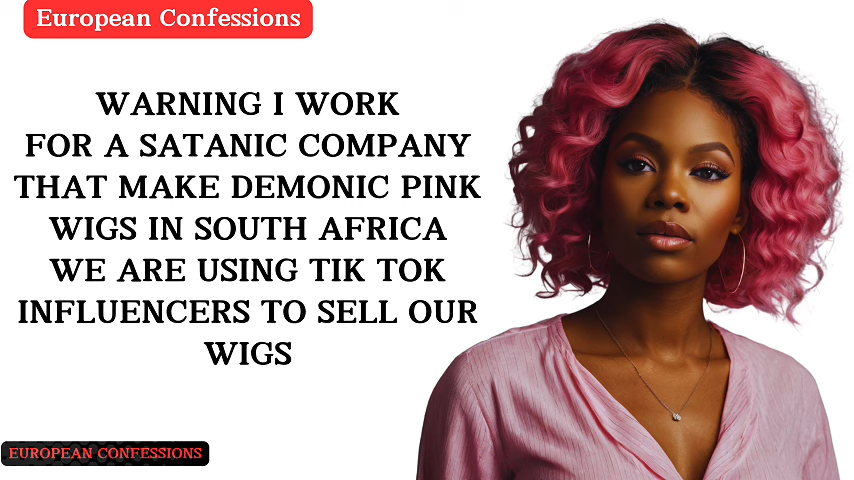 European Confessions
WARNING I WORK
FOR A SATANIC COMPANY
THAT MAKE DEMONIC PINK
WIGS IN SOUTH AFRICA
WE ARE USING TIK TOK
INFLUENCERS TO SELL OUR
WIGS
EUROPEAN CONFESSIONS